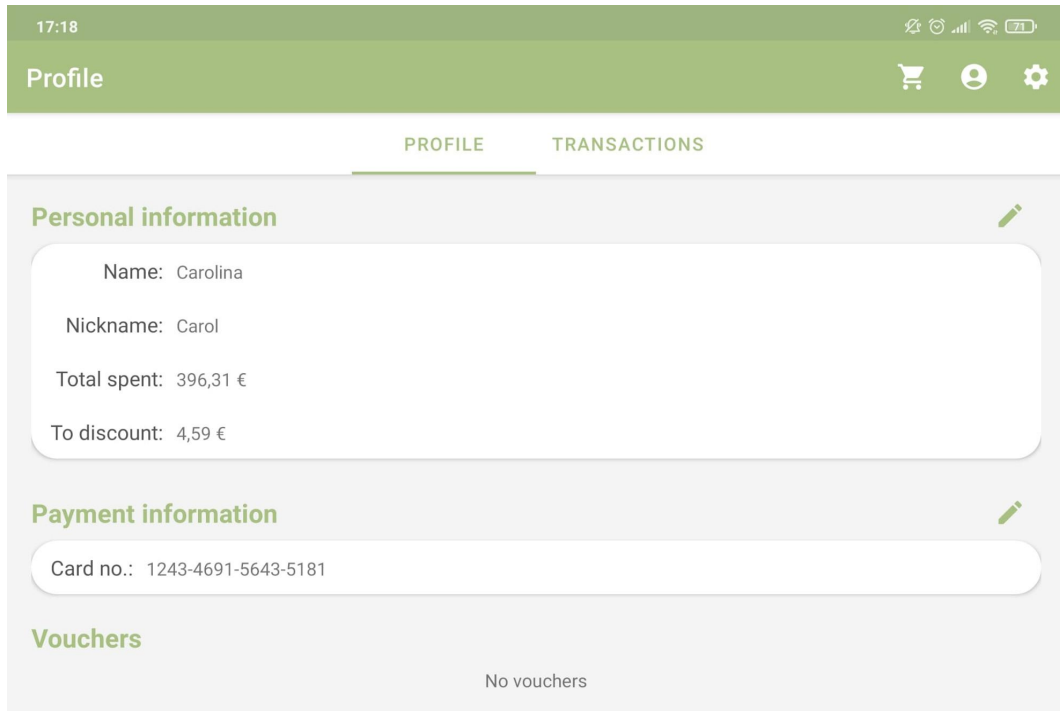 17:18
71
Profile
PROFILE TRANSACTIONS
Personal information
Name: Carolina
Nickname: Carol
Total spent: 396,31 €
To discount: 4,59 €
Payment information
Card no.: 1243-4691-5643-5181
Vouchers
No vouchers